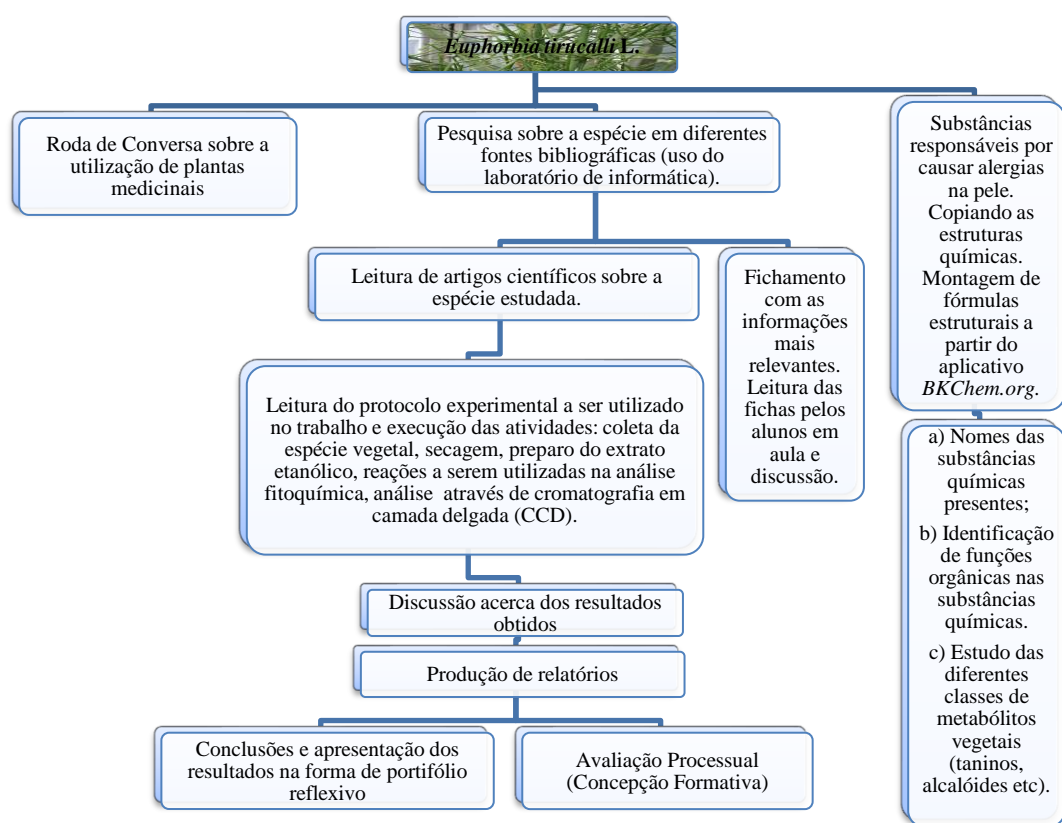 Euphorbia tirucalli L.
Roda de Conversa sobre a
utilização de plantas
medicinais
Pesquisa sobre a espécie em diferentes
fontes bibliográficas (uso do
laboratório de informática).
Substâncias
responsáveis por
causar alergias
na pele.
Copiando as
estruturas
químicas.
Montagem de
fórmulas
estruturais a
partir do
aplicativo
BKChem.org.
Leitura de artigos científicos sobre a
espécie estudada.
Fichamento
com as
informações
mais
relevantes.
Leitura das
fichas pelos
alunos em
aula e
discussão.
Leitura do protocolo experimental a ser utilizado
no trabalho e execução das atividades: coleta da
espécie vegetal, secagem, preparo do extrato
etanólico, reações a serem utilizadas na análise
fitoquímica, análise através de cromatografia em
camada delgada (CCD).
a) Nomes das
substâncias
químicas
presentes;
b) Identificação
de funções
orgânicas nas
substâncias
químicas.
c) Estudo das
diferentes
classes de
metabólitos
vegetais
(taninos,
alcalóides etc).
Discussão acerca dos resultados
obtidos
Produção de relatórios
Conclusões e apresentação dos
resultados na forma de portifólio
reflexivo
Avaliação Processual
(Concepção Formativa)